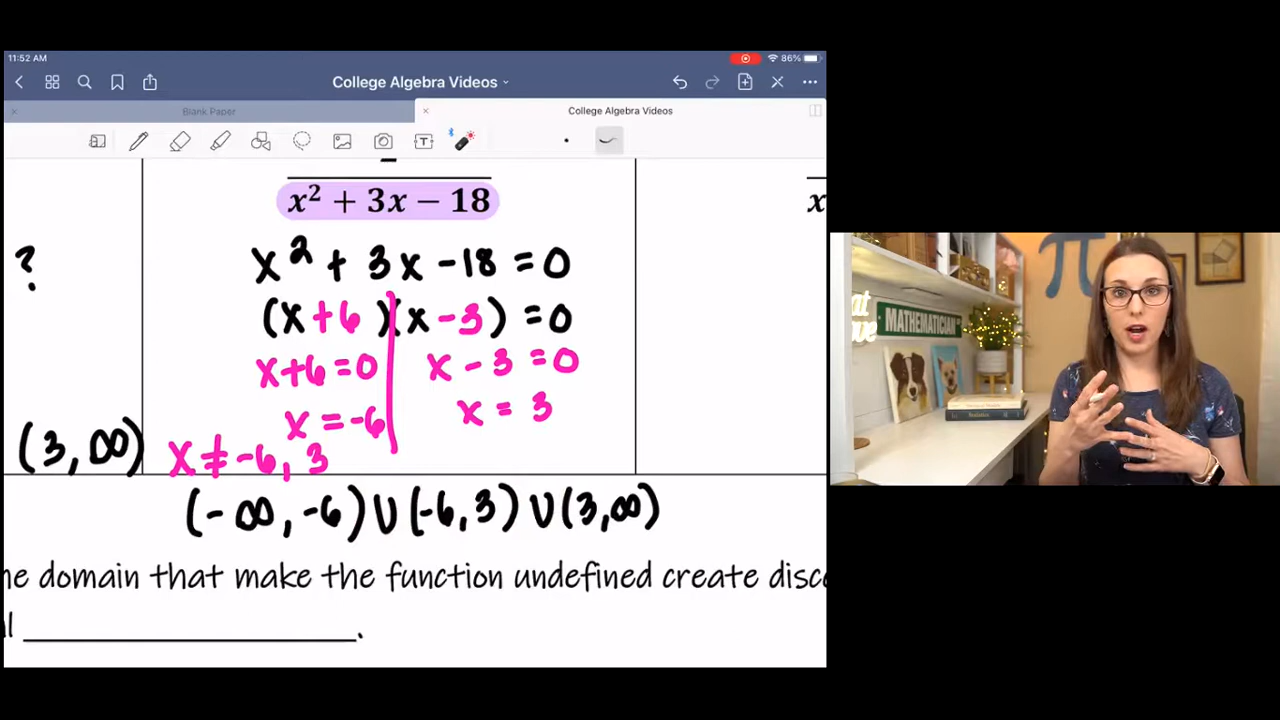 11:52 AM
86%
College Algebra Videos
Blank Paper
College Algebra Videos
x² + 3x − 18
x² + 3x - 18 = 0
?
(x + 6)(x - 3) = 0
x + 6 = 0 x - 3 = 0
x = -6 x = 3
(3, ∞)
x ≠ -6, 3
(-∞, -6) ∪ (-6, 3) ∪ (3, ∞)
domain that make the function undefined create
x
MATHEMATICIAN
π